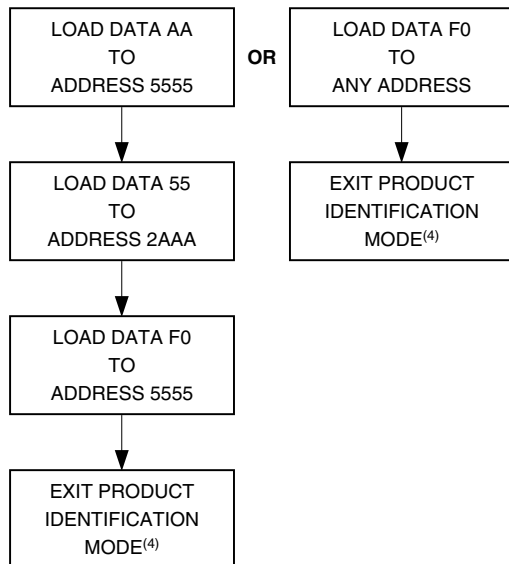 LOAD DATA AA
TO
ADDRESS 5555
LOAD DATA 55
TO
ADDRESS 2AAA
LOAD DATA F0
TO
ADDRESS 5555
EXIT PRODUCT
IDENTIFICATION
MODE(4)
OR
LOAD DATA F0
TO
ANY ADDRESS
EXIT PRODUCT
IDENTIFICATION
MODE(4)